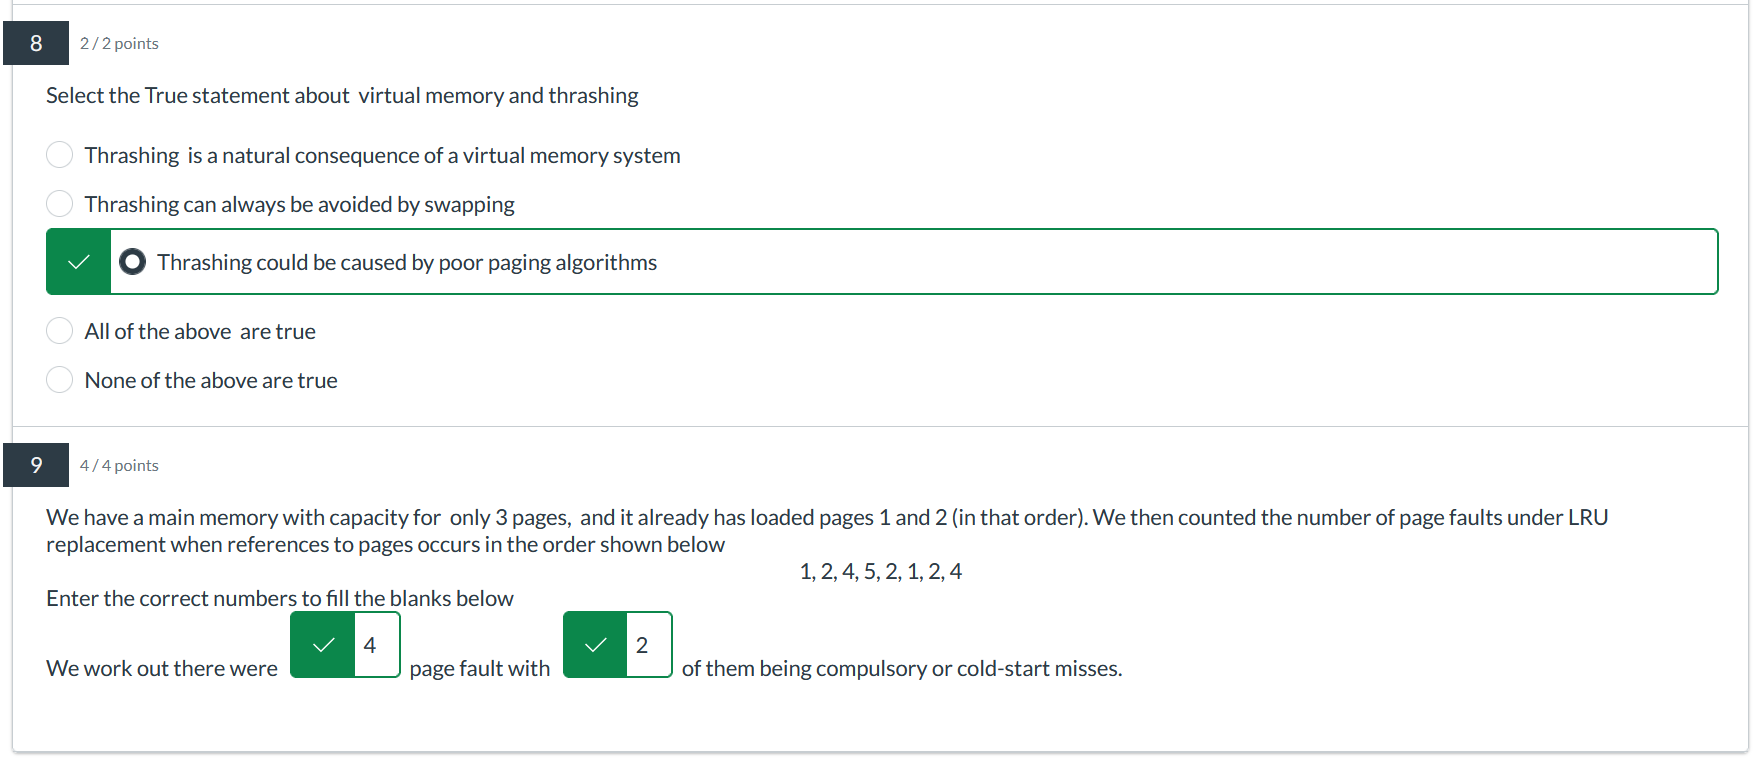 8
2 / 2 points
Select the True statement about virtual memory and thrashing
Thrashing is a natural consequence of a virtual memory system
Thrashing can always be avoided by swapping
Thrashing could be caused by poor paging algorithms
All of the above are true
None of the above are true
9
4 / 4 points
We have a main memory with capacity for only 3 pages, and it already has loaded pages 1 and 2 (in that order). We then counted the number of page faults under LRU
replacement when references to pages occurs in the order shown below
1, 2, 4, 5, 2, 1, 2, 4
Enter the correct numbers to fill the blanks below
We work out there were 4 page fault with 2 of them being compulsory or cold-start misses.